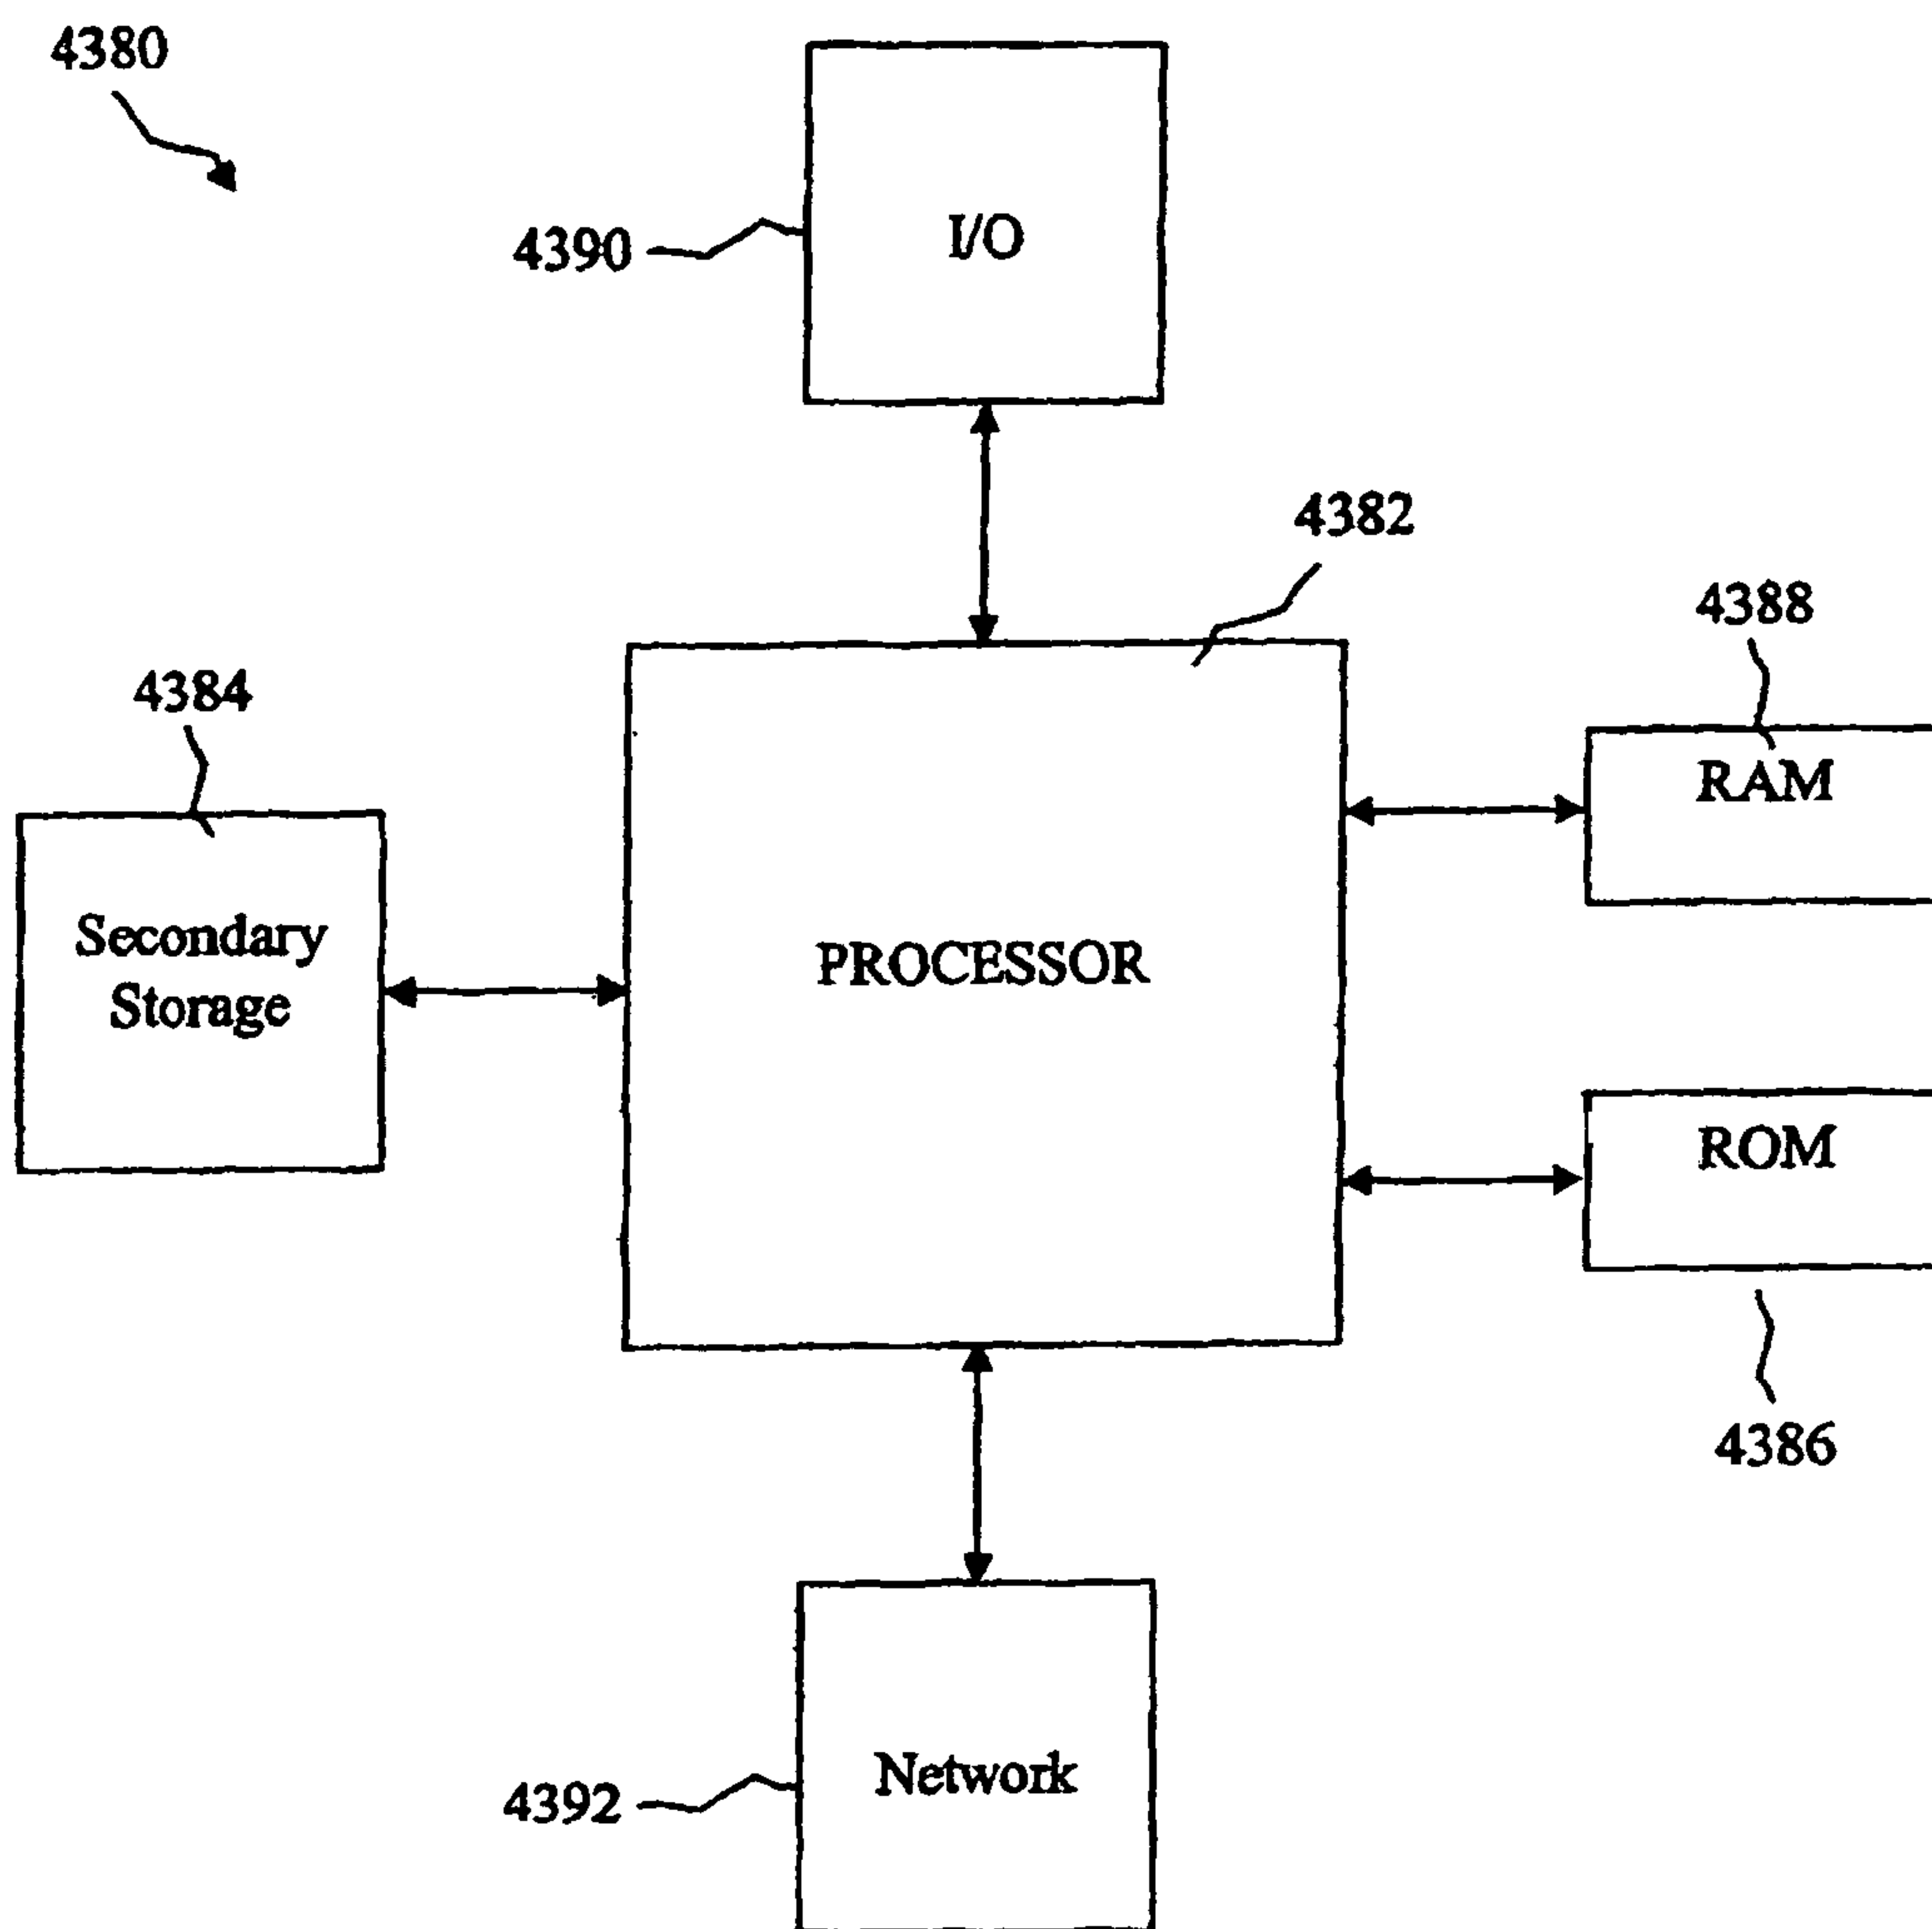 4380
4390
I/O
4382
4388
4384
RAM
Secondary
Storage
PROCESSOR
ROM
4386
4392
Network